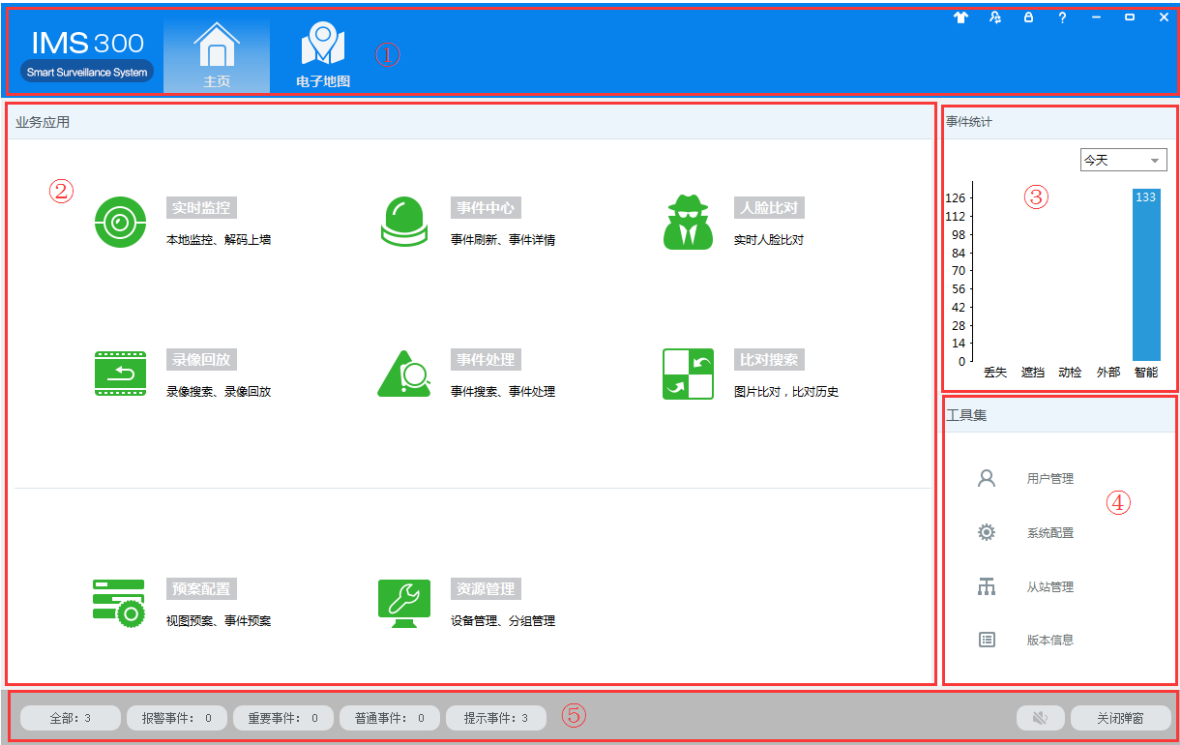 IMS 300
Smart Surveillance System
主页
电子地图
①
?
业务应用
②
实时监控
本地监控、解码上墙
事件中心
事件刷新、事件详情
人脸比对
实时人脸比对
录像回放
录像搜索、录像回放
事件处理
事件搜索、事件处理
比对搜索
图片比对，比对历史
预案配置
视图预案、事件预案
资源管理
设备管理、分组管理
事件统计
今天
③
133
126
112
98
84
70
56
42
28
14
0
丢失 遮挡 动检 外部 智能
工具集
④
用户管理
系统配置
从站管理
版本信息
全部: 3 报警事件: 0 重要事件: 0 普通事件: 0 提示事件: 3 ⑤ 关闭弹窗